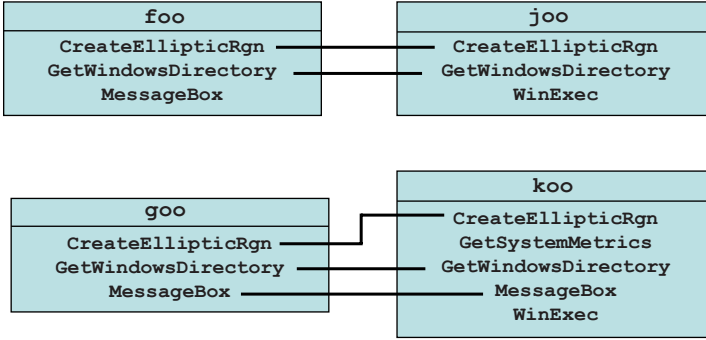 foo
CreateEllipticRgn
GetWindowsDirectory
MessageBox
joo
CreateEllipticRgn
GetWindowsDirectory
WinExec
goo
CreateEllipticRgn
GetWindowsDirectory
MessageBox
koo
CreateEllipticRgn
GetSystemMetrics
GetWindowsDirectory
MessageBox
WinExec